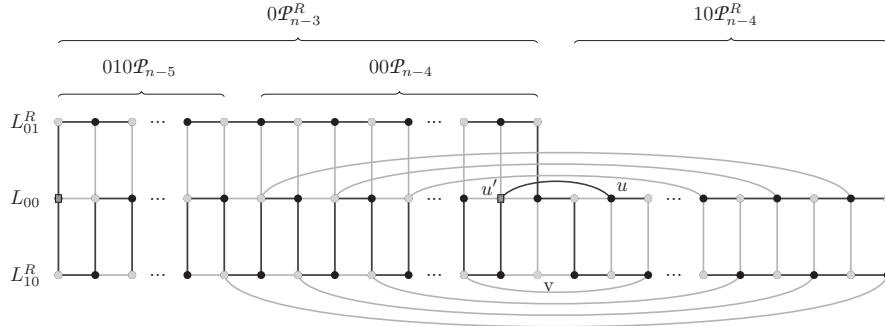 0𝒫^R_{n−3} 10𝒫^R_{n−4}
010𝒫_{n−5} 00𝒫_{n−4}
L^R_{01} ... ...
L_{00} ... ... u′ u ...
L^R_{10} ... ... v ...